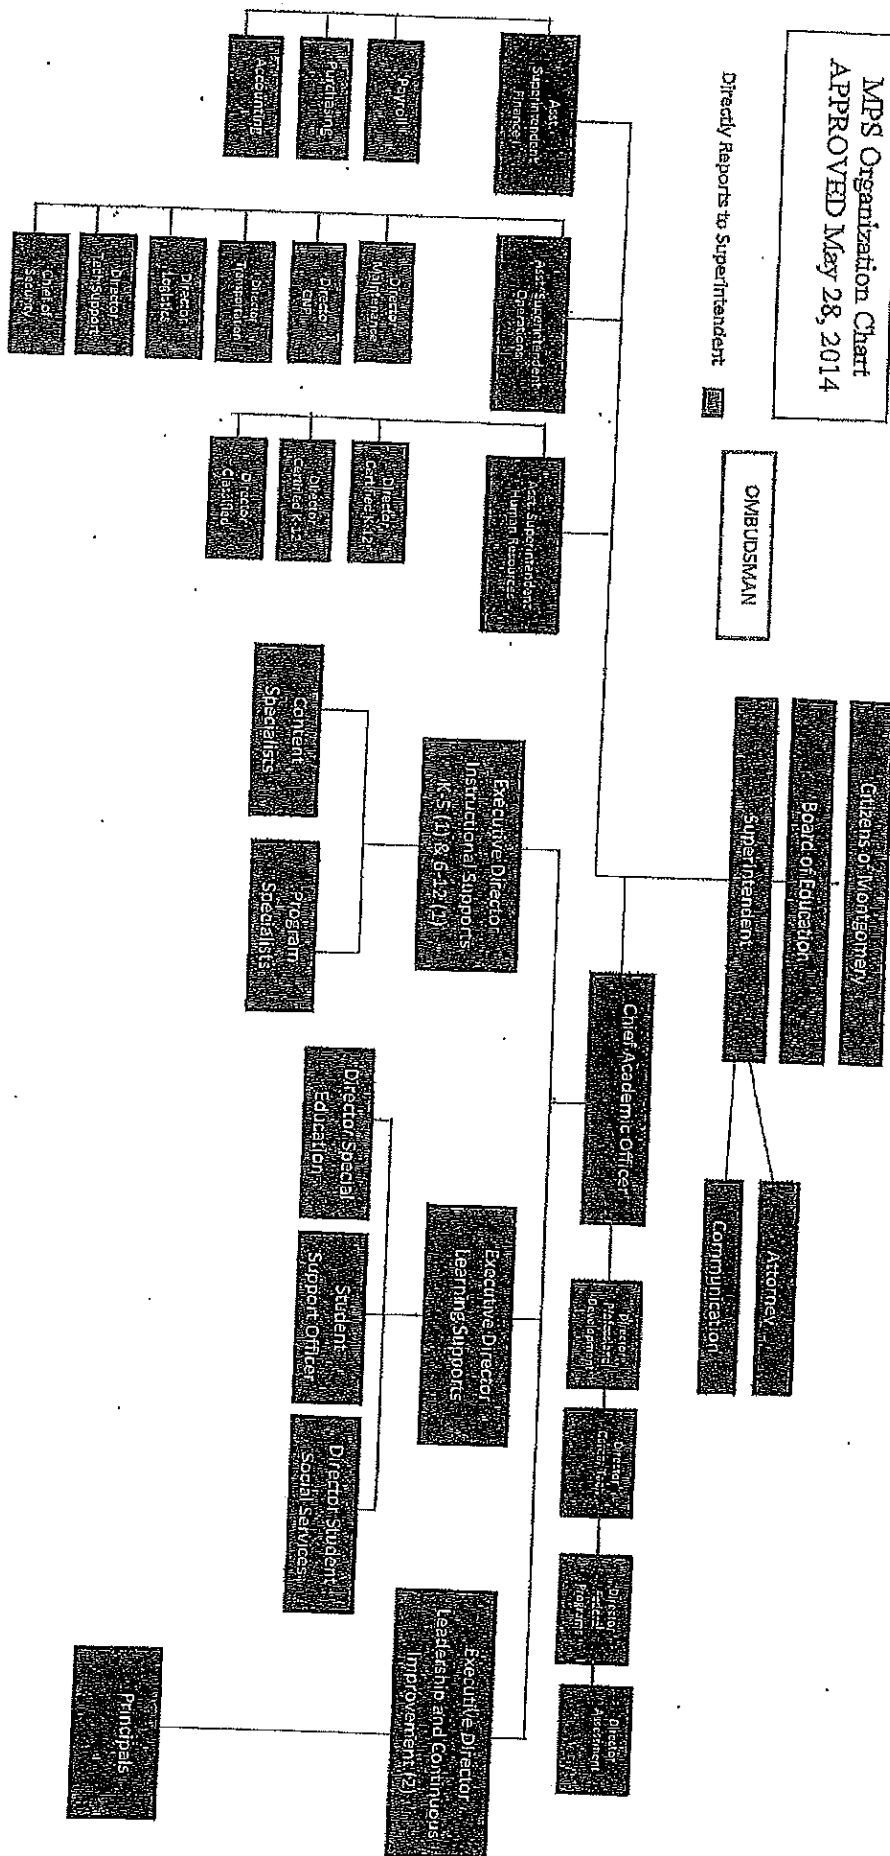 MPS Organization Chart
APPROVED May 28, 2014
Directly Reports to Superintendent
OMBUDSMAN
Citizens of Montgomery
Board of Education
Superintendent
Attorney
Communication
Chief Academic Officer
Director
Professional
Development
Director
Director
Federal
Programs
Director
Assessment
Asst.
Superintendent
Finance
Payroll
Purchasing
Accounting
Asst. Superintendent
Operations
Director
Maintenance
Director
CNP
Director
Transportation
Director
Logistics
Director
Tech Support
Chief of
Security
Asst. Superintendent
Human Resources
Director
Certified K-12
Director
Certified K-12
Director
Classified
Executive Director
Instructional Supports
K-5 (1) & 6-12 (1)
Content
Specialists
Program
Specialists
Executive Director
Learning Supports
Director Special
Education
Student
Support Officer
Director Student
Social Services
Executive Director
Leadership and Continuous
Improvement (2)
Principals